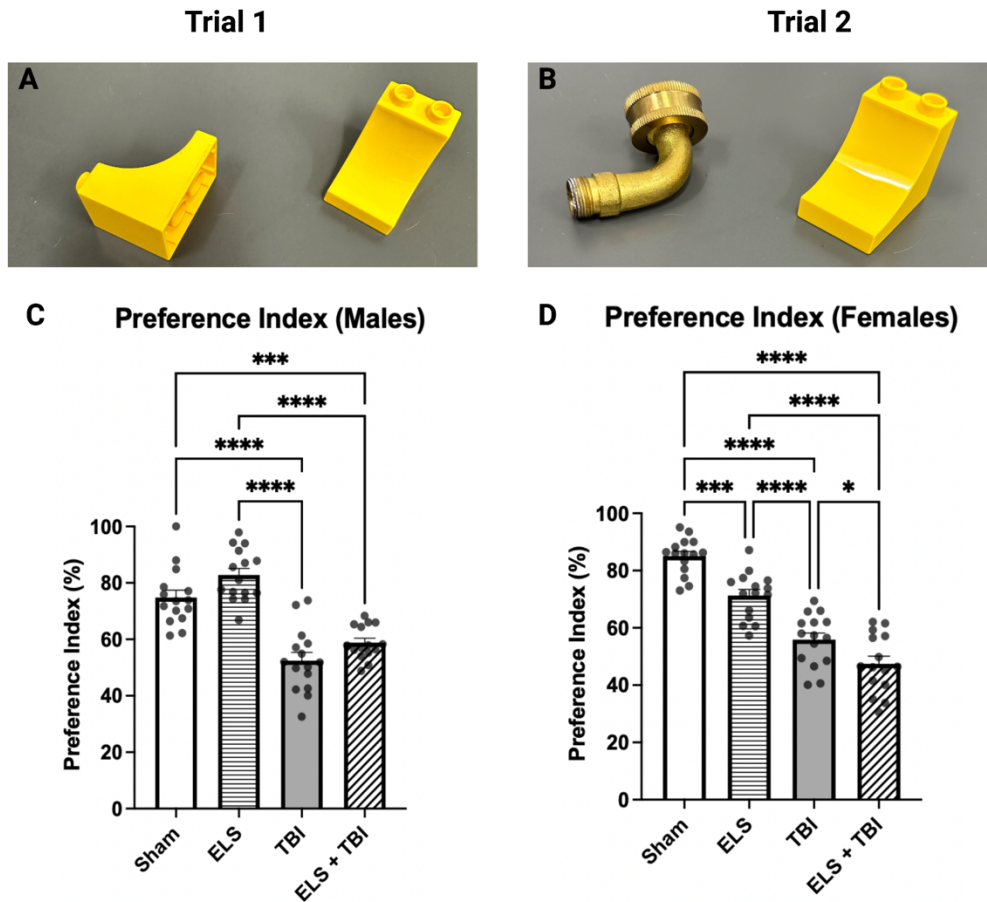 Trial 1
Trial 2
A
B
C
Preference Index (Males)
***
****
****
****
Preference Index (%)
100
80
60
40
20
0
Sham
ELS
TBI
ELS + TBI
D
Preference Index (Females)
****
****
****
***
****
*
Preference Index (%)
100
80
60
40
20
0
Sham
ELS
TBI
ELS + TBI